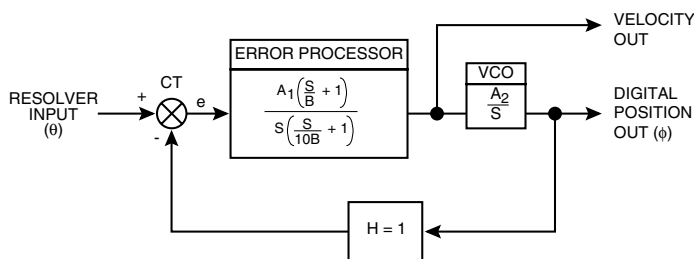 VELOCITY
OUT
ERROR PROCESSOR
VCO
CT
RESOLVER
INPUT
(θ)
+
-
e
A1(S/B + 1)
S(S/10B + 1)
A2
S
DIGITAL
POSITION
OUT (ϕ)
H = 1